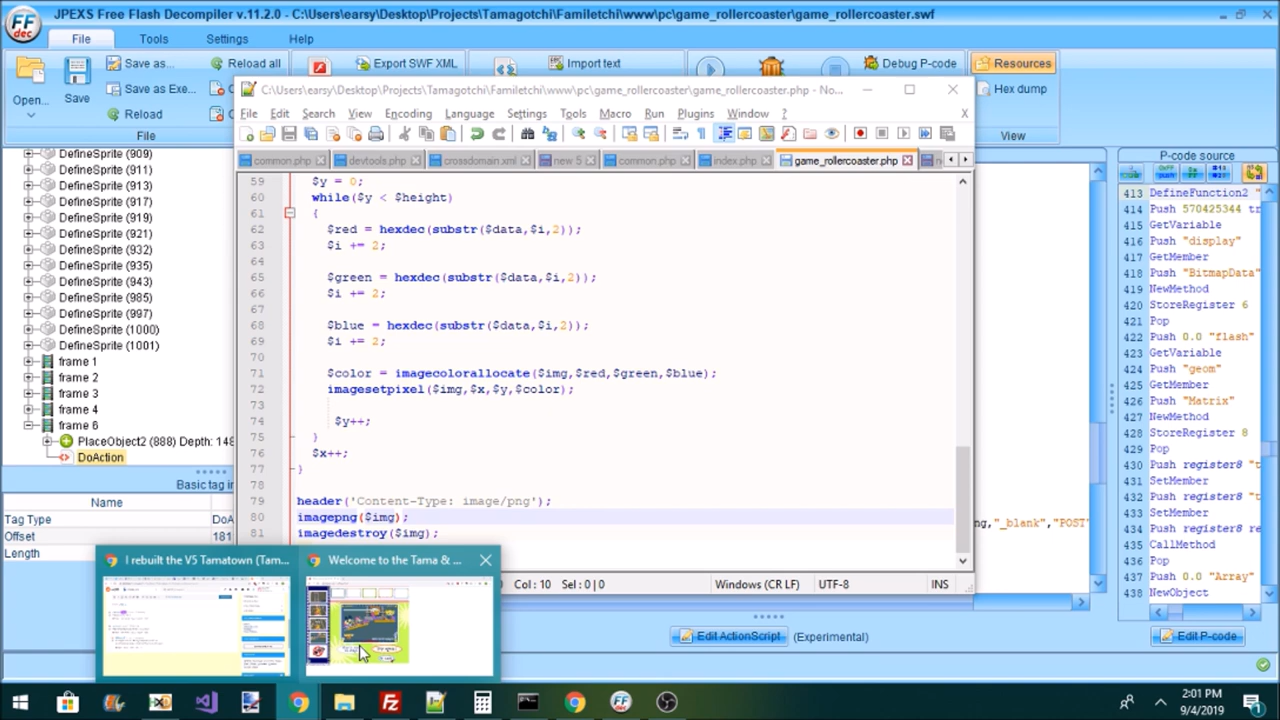 JPEXS Free Flash Decompiler v.11.2.0 - C:\Users\earsy\Desktop\Projects\Tamagotchi\Familetchi\www\pc\game_rollercoaster\game_rollercoaster.swf
FF
dec
File Tools Settings Help
Open...
Save
Save as...
Save as Exe...
Reload
Reload all
File
Export SWF XML
Import text
Debug P-code
Resources
Hex dump
View
C:\Users\earsy\Desktop\Projects\Tamagotchi\Familetchi\www\pc\game_rollercoaster\game_rollercoaster.php - No...
File Edit Search View Encoding Language Settings Tools Macro Run Plugins Window ? X
common.php devtools.php crossdomain.xml new 5 common.php index.php game_rollercoaster.php
DefineSprite (909)
DefineSprite (911)
DefineSprite (913)
DefineSprite (917)
DefineSprite (919)
DefineSprite (921)
DefineSprite (932)
DefineSprite (935)
DefineSprite (943)
DefineSprite (985)
DefineSprite (997)
DefineSprite (1000)
DefineSprite (1001)
frame 1
frame 2
frame 3
frame 4
frame 6
PlaceObject2 (888) Depth: 148
DoAction
Basic tag in
Name
Tag Type DoA
Offset 181
Length
59 $y = 0;
60 while($y < $height)
61 {
62 $red = hexdec(substr($data,$i,2));
63 $i += 2;
64
65 $green = hexdec(substr($data,$i,2));
66 $i += 2;
67
68 $blue = hexdec(substr($data,$i,2));
69 $i += 2;
70
71 $color = imagecolorallocate($img,$red,$green,$blue);
72 imagesetpixel($img,$x,$y,$color);
73
74 $y++;
75 }
76 $x++;
77 }
78
79 header('Content-Type: image/png');
80 imagepng($img);
81 imagedestroy($img);
Col : 10 Sel : 0 | 0 Windows (CR LF) UTF-8 INS
ng,"_blank","POST"
Edit ActionScript (Experimental)
P-code source
413 DefineFunction2 "
414 Push 570425344 tr
415 GetVariable
416 Push "display"
417 GetMember
418 Push "BitmapData"
419 NewMethod
420 StoreRegister 6
421 Pop
422 Push 0.0 "flash"
423 GetVariable
424 Push "geom"
425 GetMember
426 Push "Matrix"
427 NewMethod
428 StoreRegister 8
429 Pop
430 Push register8 "t
431 SetMember
432 Push register8 "t
433 SetMember
434 Push register8 re
435 CallMethod
436 Pop
437 Push 0.0 "Array"
438 NewObject
Edit P-code
I rebuilt the V5 Tamatown (Tam...
Welcome to the Tama & ...
2:01 PM
9/4/2019
1